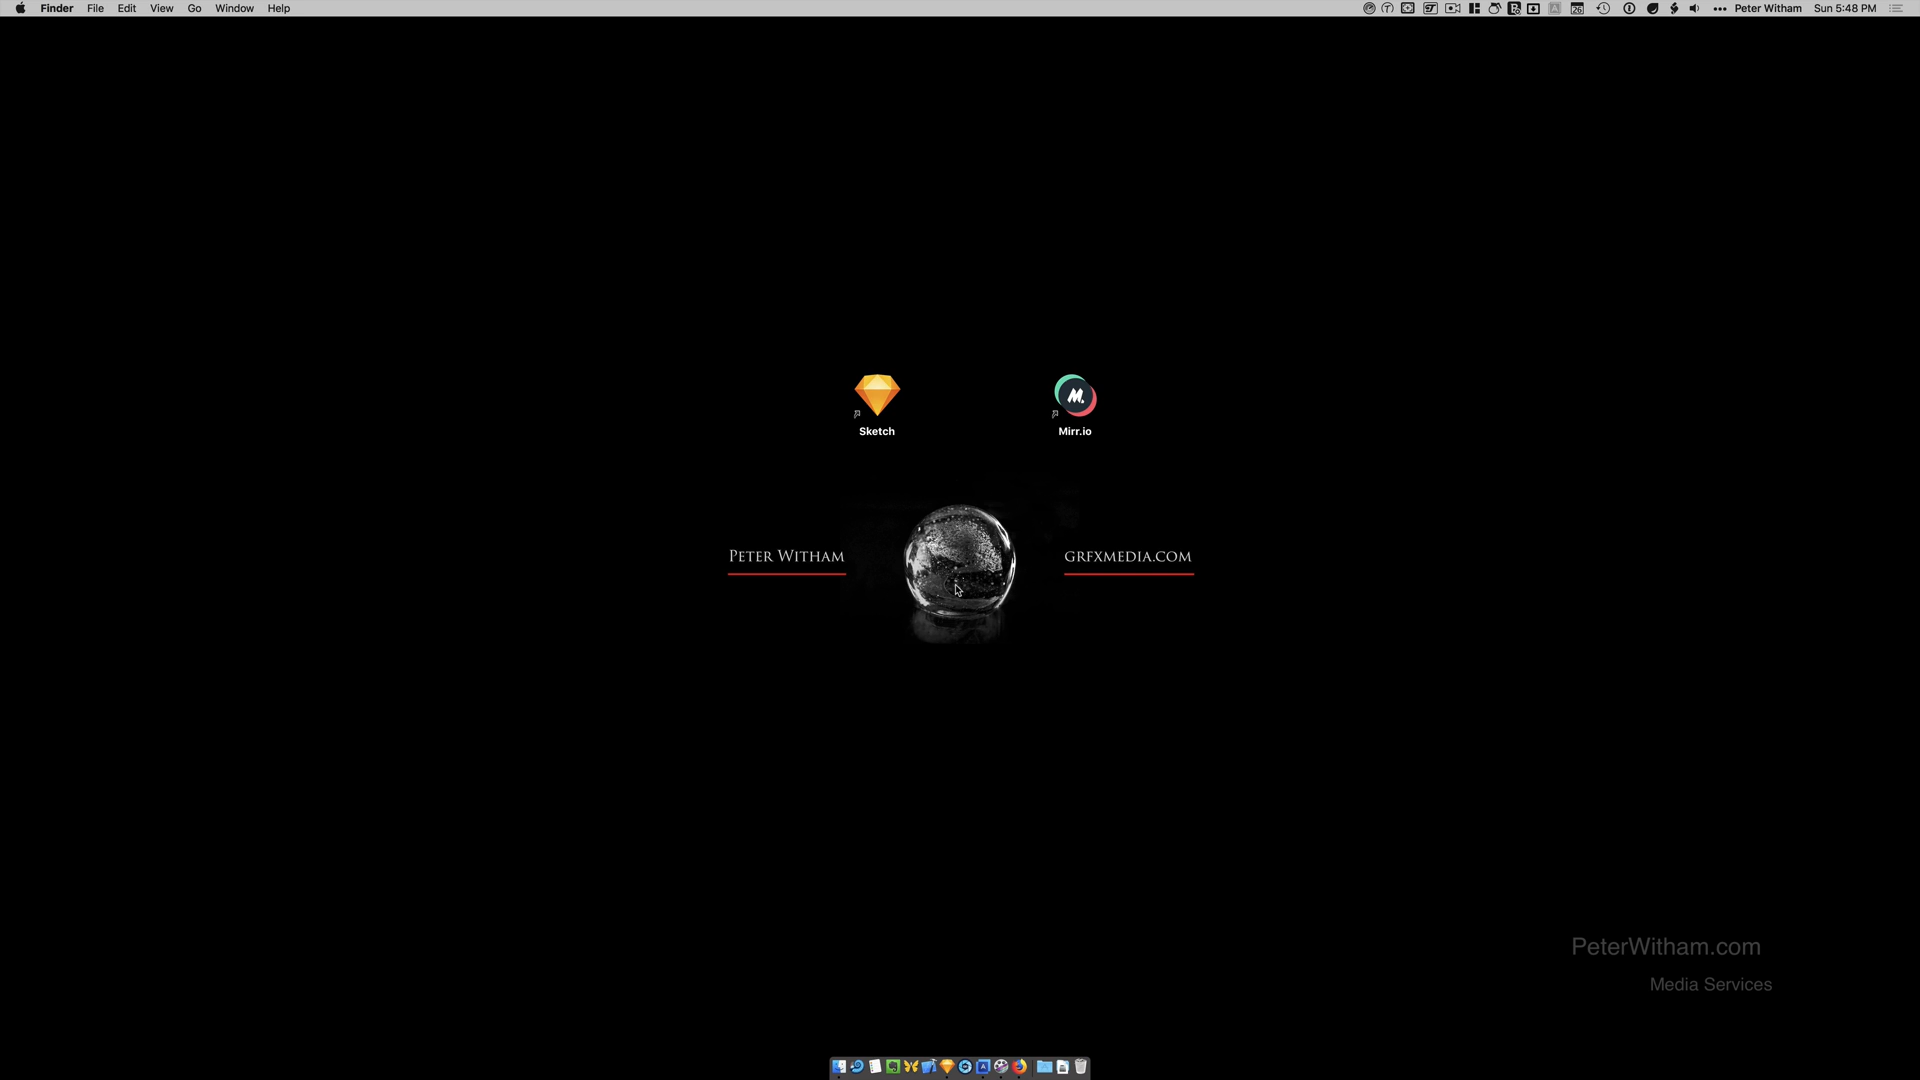 Finder File Edit View Go Window Help
26 Peter Witham Sun 5:48 PM
Sketch
M.
Mirr.io
PETER WITHAM
GRFXMEDIA.COM
PeterWitham.com
Media Services